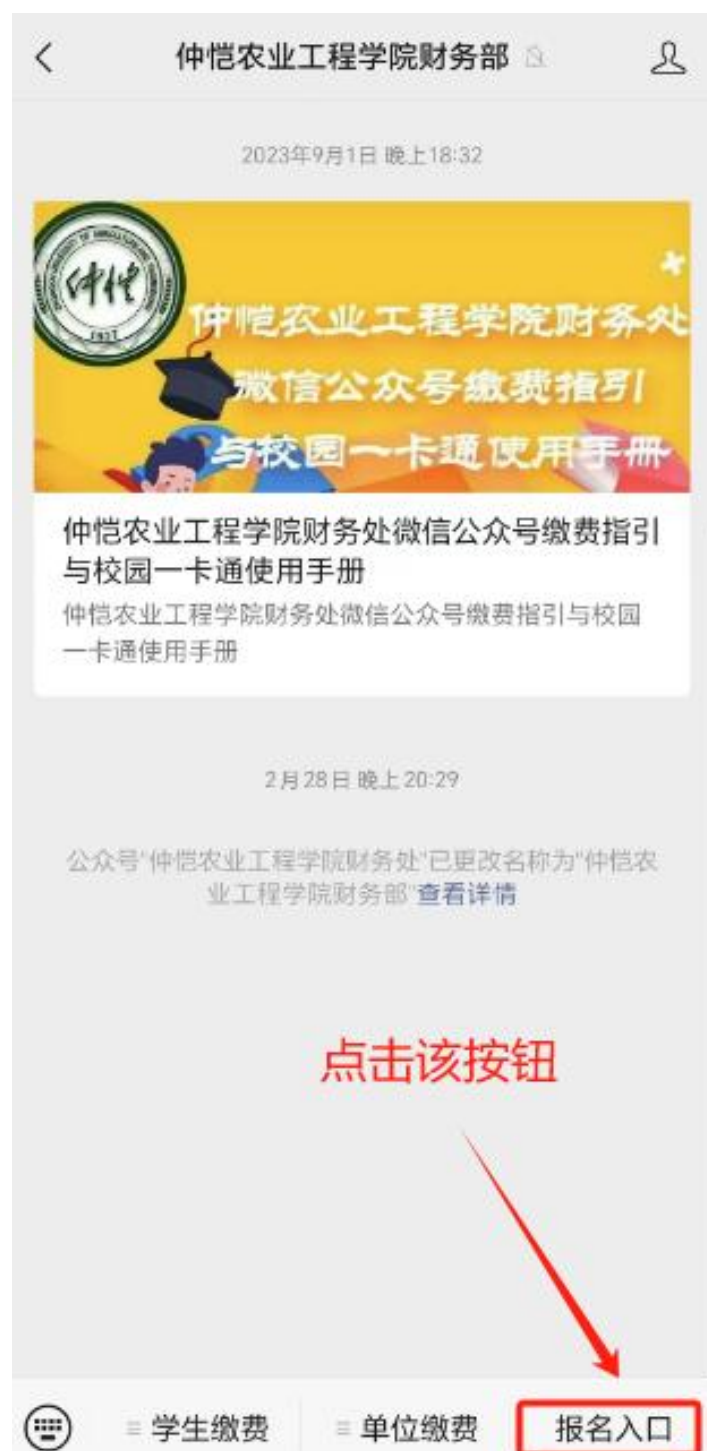 仲恺农业工程学院财务部
2023年9月1日 晚上18:32
仲恺
1927
仲恺农业工程学院财务处
微信公众号缴费指引
与校园一卡通使用手册
仲恺农业工程学院财务处微信公众号缴费指引
与校园一卡通使用手册
仲恺农业工程学院财务处微信公众号缴费指引与校园
一卡通使用手册
2月28日 晚上20:29
公众号"仲恺农业工程学院财务处"已更改名称为"仲恺农
业工程学院财务部"查看详情
点击该按钮
学生缴费
单位缴费
报名入口